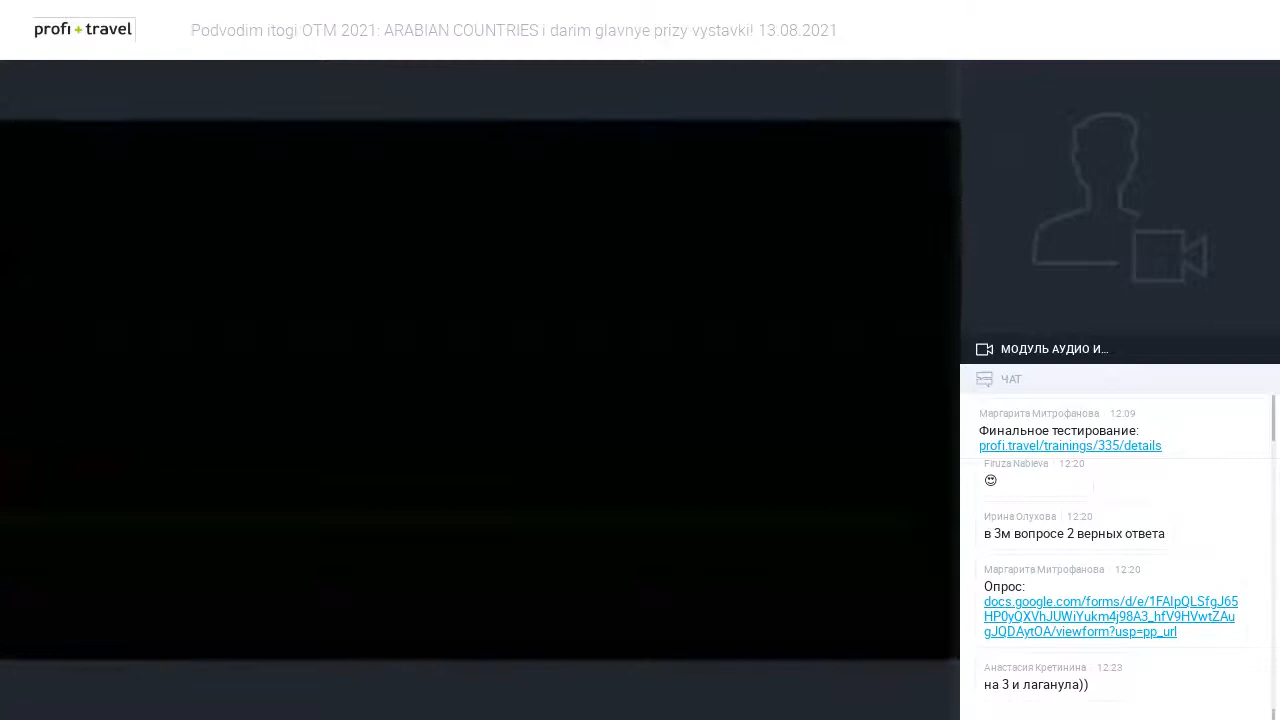 profi + travel
Podvodim itogi OTM 2021: ARABIAN COUNTRIES i darim glavnye prizy vystavki! 13.08.2021
МОДУЛЬ АУДИО И...
ЧАТ
Маргарита Митрофанова · 12:09
Финальное тестирование:
profi.travel/trainings/335/details
Firuza Nabieva · 12:20
😍
Ирина Олухова · 12:20
в 3м вопросе 2 верных ответа
Маргарита Митрофанова · 12:20
Опрос:
docs.google.com/forms/d/e/1FAIpQLSfgJ65
HP0yQXVhJUWiYukm4j98A3_hfV9HVwtZAu
gJQDAytOA/viewform?usp=pp_url
Анастасия Кретинина · 12:23
на 3 и лаганула))